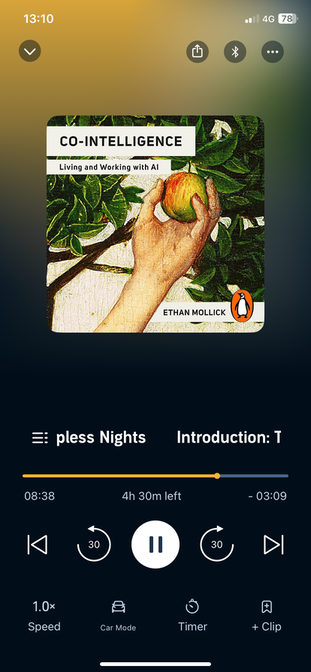 13:10
4G 78
CO-INTELLIGENCE
Living and Working with AI
ETHAN MOLLICK
pless Nights Introduction: T
08:38 4h 30m left - 03:09
30 30
1.0× 
Speed Car Mode Timer + Clip